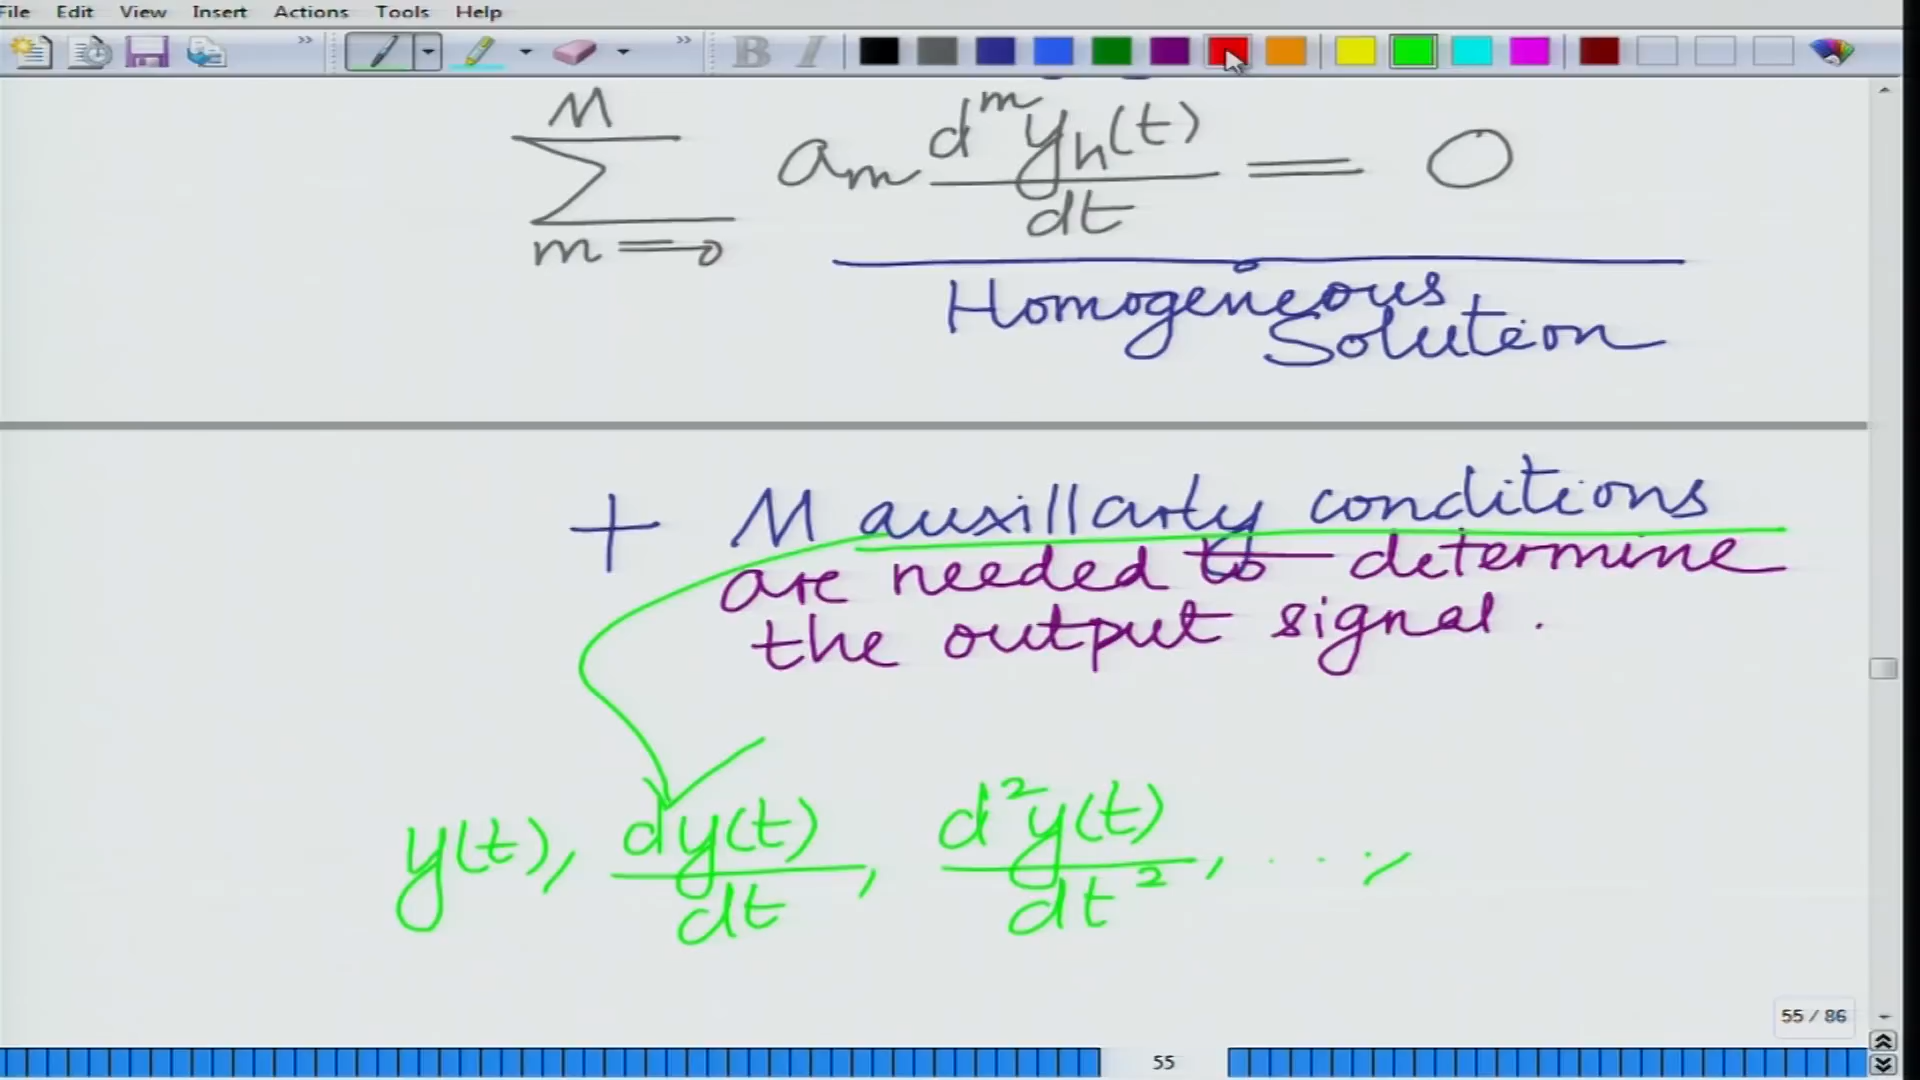 File Edit View Insert Actions Tools Help
B I
M
∑ a_m d^m y_h(t) / dt = 0
m = 0
Homogeneous
Solution
+ M auxillarty conditions
are needed to determine
the output signal.
y(t), dy(t)/dt, d²y(t)/dt², ....,
55 / 86
55